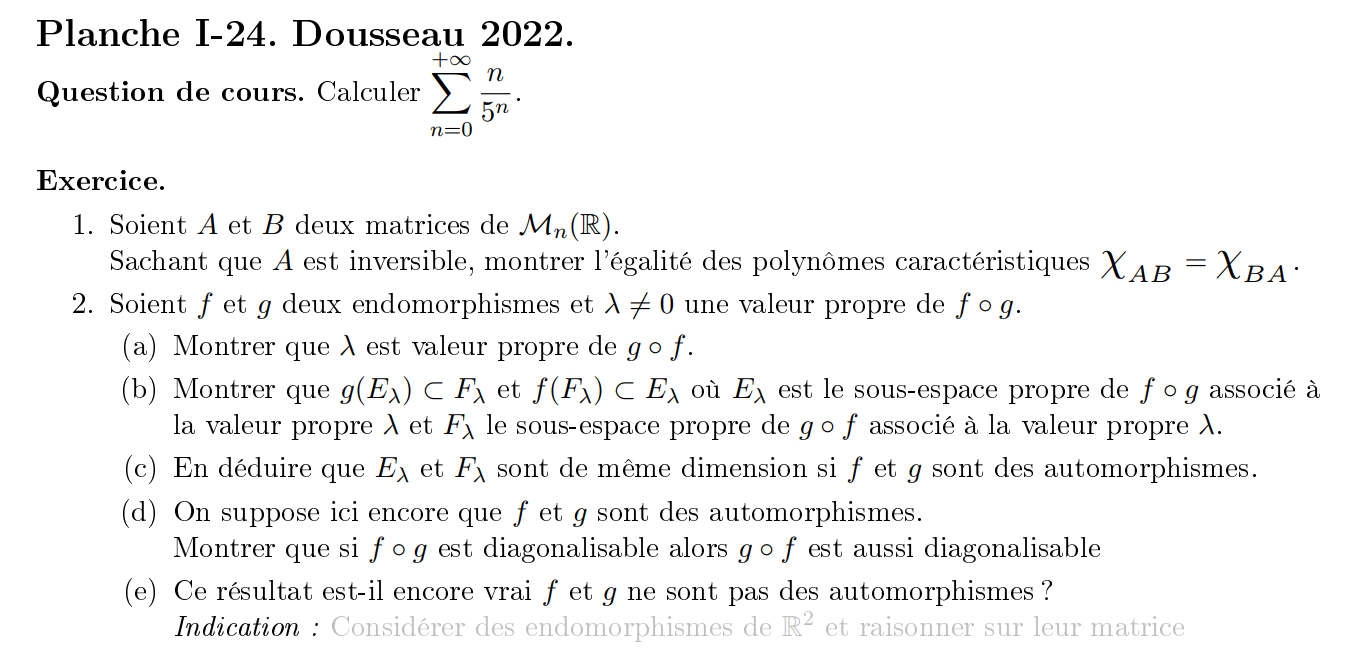 Planche I-24. Dousseau 2022.
Question de cours. Calculer $\sum_{n=0}^{+\infty} \frac{n}{5^n}$.
Exercice.
1. Soient $A$ et $B$ deux matrices de $\mathcal{M}_n(\mathbb{R})$.
Sachant que $A$ est inversible, montrer l'égalité des polynômes caractéristiques $\chi_{AB} = \chi_{BA}$.
2. Soient $f$ et $g$ deux endomorphismes et $\lambda \neq 0$ une valeur propre de $f \circ g$.
(a) Montrer que $\lambda$ est valeur propre de $g \circ f$.
(b) Montrer que $g(E_\lambda) \subset F_\lambda$ et $f(F_\lambda) \subset E_\lambda$ où $E_\lambda$ est le sous-espace propre de $f \circ g$ associé à
la valeur propre $\lambda$ et $F_\lambda$ le sous-espace propre de $g \circ f$ associé à la valeur propre $\lambda$.
(c) En déduire que $E_\lambda$ et $F_\lambda$ sont de même dimension si $f$ et $g$ sont des automorphismes.
(d) On suppose ici encore que $f$ et $g$ sont des automorphismes.
Montrer que si $f \circ g$ est diagonalisable alors $g \circ f$ est aussi diagonalisable
(e) Ce résultat est-il encore vrai $f$ et $g$ ne sont pas des automorphismes ?
Indication : Considérer des endomorphismes de $\mathbb{R}^2$ et raisonner sur leur matrice